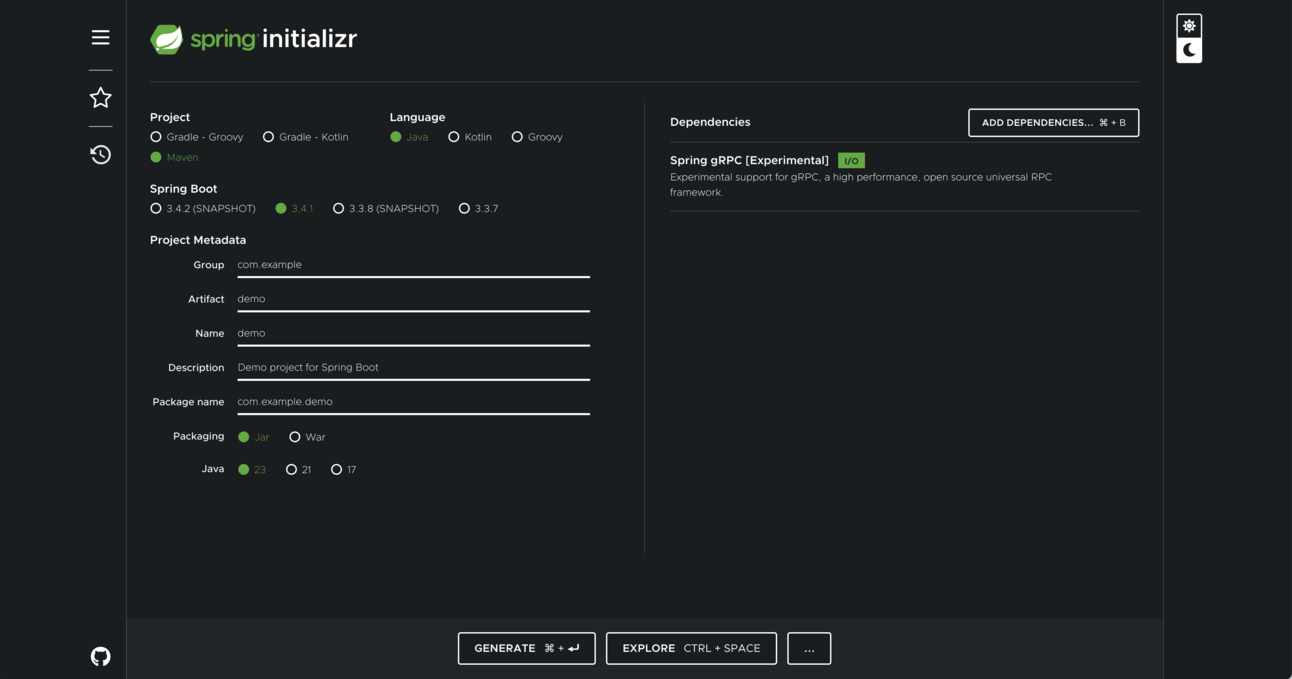 spring initializr
Project
Gradle - Groovy Gradle - Kotlin
Maven
Language
Java Kotlin Groovy
Spring Boot
3.4.2 (SNAPSHOT) 3.4.1 3.3.8 (SNAPSHOT) 3.3.7
Project Metadata
Group com.example
Artifact demo
Name demo
Description Demo project for Spring Boot
Package name com.example.demo
Packaging Jar War
Java 23 21 17
Dependencies
ADD DEPENDENCIES... ⌘ + B
Spring gRPC [Experimental] I/O
Experimental support for gRPC, a high performance, open source universal RPC
framework.
GENERATE ⌘ + ⏎
EXPLORE CTRL + SPACE
...